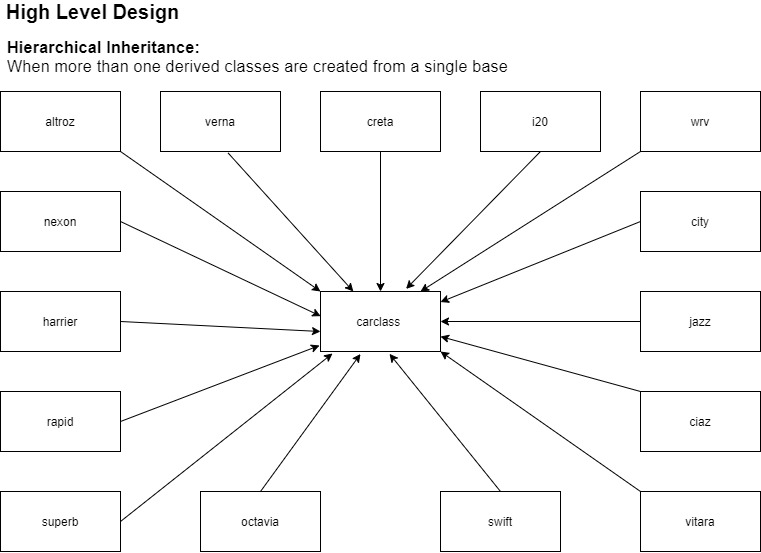 High Level Design
Hierarchical Inheritance:
When more than one derived classes are created from a single base
altroz
verna
creta
i20
wrv
nexon
city
harrier
carclass
jazz
rapid
ciaz
superb
octavia
swift
vitara